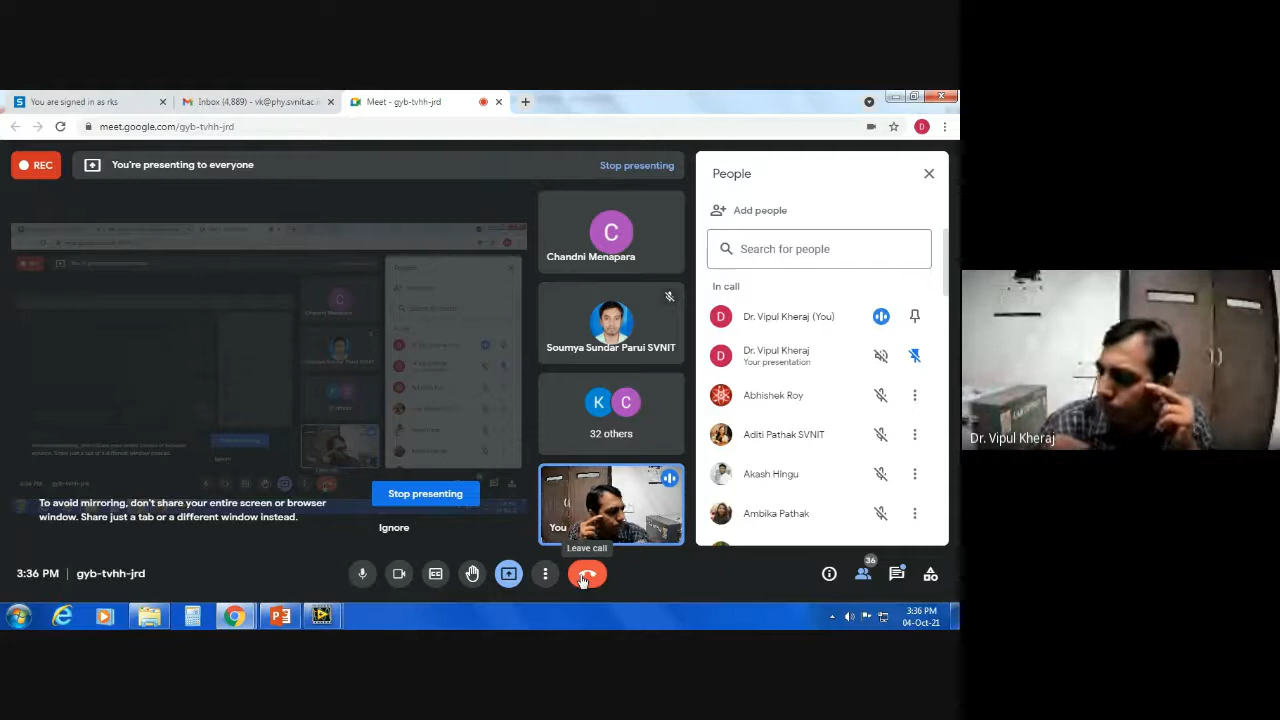 You are signed in as rks
Inbox (4,889) - vk@phy.svnit.ac.i
Meet - gyb-tvhh-jrd
meet.google.com/gyb-tvhh-jrd
REC
You're presenting to everyone
Stop presenting
People
Add people
Search for people
In call
Dr. Vipul Kheraj (You)
Dr. Vipul Kheraj
Your presentation
Abhishek Roy
Aditi Pathak SVNIT
Akash Hingu
Ambika Pathak
C
Chandni Menapara
Soumya Sundar Parui SVNIT
K C
32 others
You
To avoid mirroring, don't share your entire screen or browser
window. Share just a tab or a different window instead.
Stop presenting
Ignore
Leave call
3:36 PM | gyb-tvhh-jrd
36
3:36 PM
04-Oct-21
Dr. Vipul Kheraj